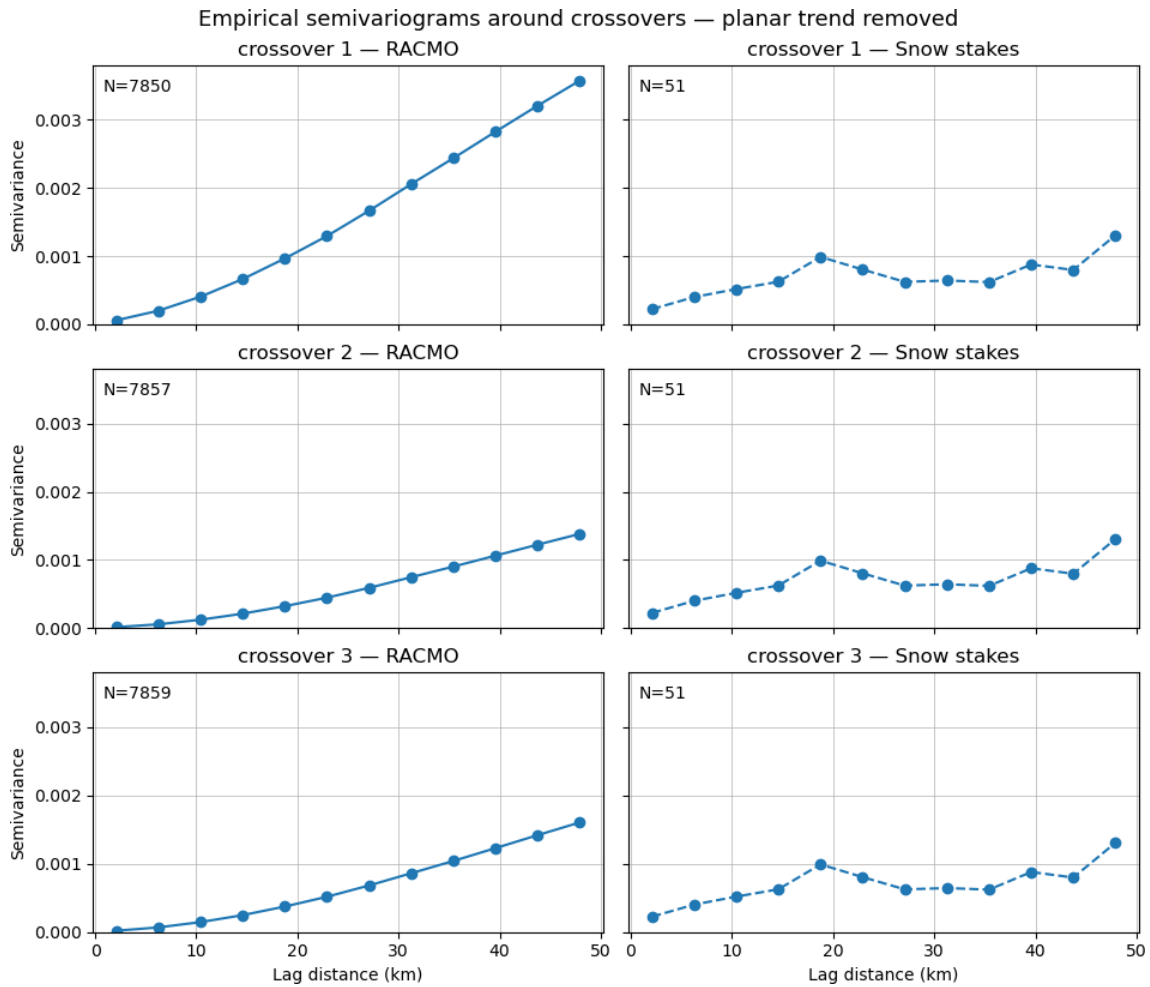 Empirical semivariograms around crossovers — planar trend removed
crossover 1 — RACMO
crossover 1 — Snow stakes
N=7850
N=51
Semivariance
0.003
0.002
0.001
0.000
crossover 2 — RACMO
crossover 2 — Snow stakes
N=7857
N=51
Semivariance
0.003
0.002
0.001
0.000
crossover 3 — RACMO
crossover 3 — Snow stakes
N=7859
N=51
Semivariance
0.003
0.002
0.001
0.000
0 10 20 30 40 50
0 10 20 30 40 50
Lag distance (km)
Lag distance (km)